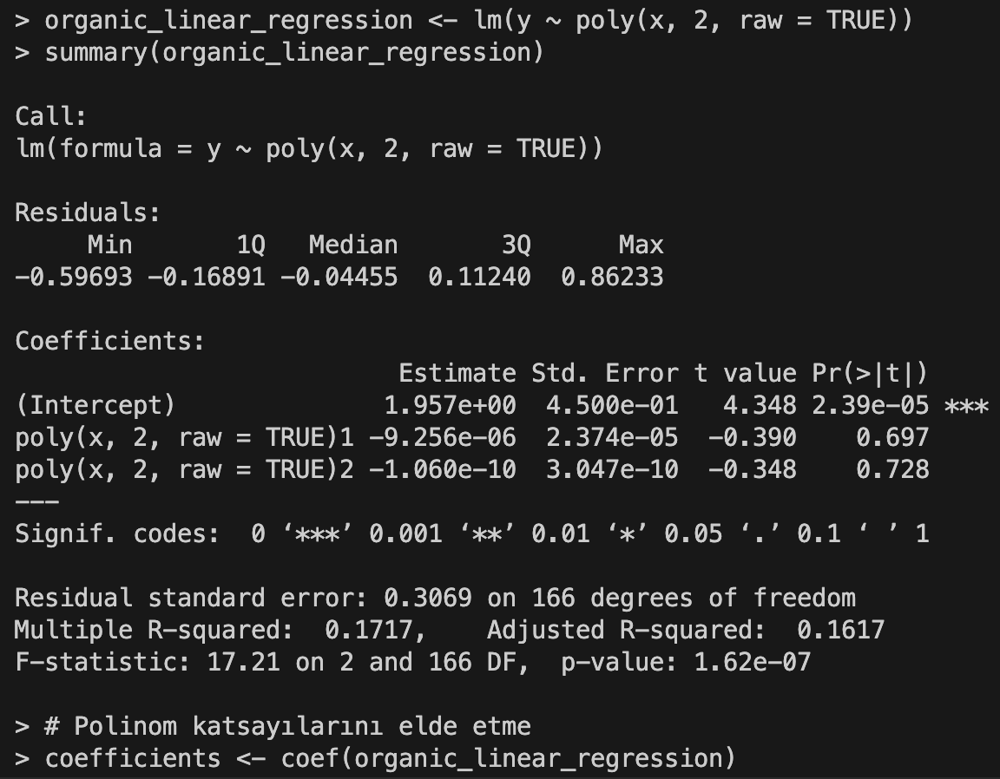 > organic_linear_regression <- lm(y ~ poly(x, 2, raw = TRUE))
> summary(organic_linear_regression)

Call:
lm(formula = y ~ poly(x, 2, raw = TRUE))

Residuals:
     Min       1Q   Median       3Q      Max
-0.59693 -0.16891 -0.04455  0.11240  0.86233

Coefficients:
                          Estimate Std. Error t value Pr(>|t|)
(Intercept)              1.957e+00  4.500e-01   4.348 2.39e-05 ***
poly(x, 2, raw = TRUE)1 -9.256e-06  2.374e-05  -0.390    0.697
poly(x, 2, raw = TRUE)2 -1.060e-10  3.047e-10  -0.348    0.728
---
Signif. codes:  0 ‘***’ 0.001 ‘**’ 0.01 ‘*’ 0.05 ‘.’ 0.1 ‘ ’ 1

Residual standard error: 0.3069 on 166 degrees of freedom
Multiple R-squared:  0.1717,    Adjusted R-squared:  0.1617
F-statistic: 17.21 on 2 and 166 DF,  p-value: 1.62e-07

> # Polinom katsayılarını elde etme
> coefficients <- coef(organic_linear_regression)